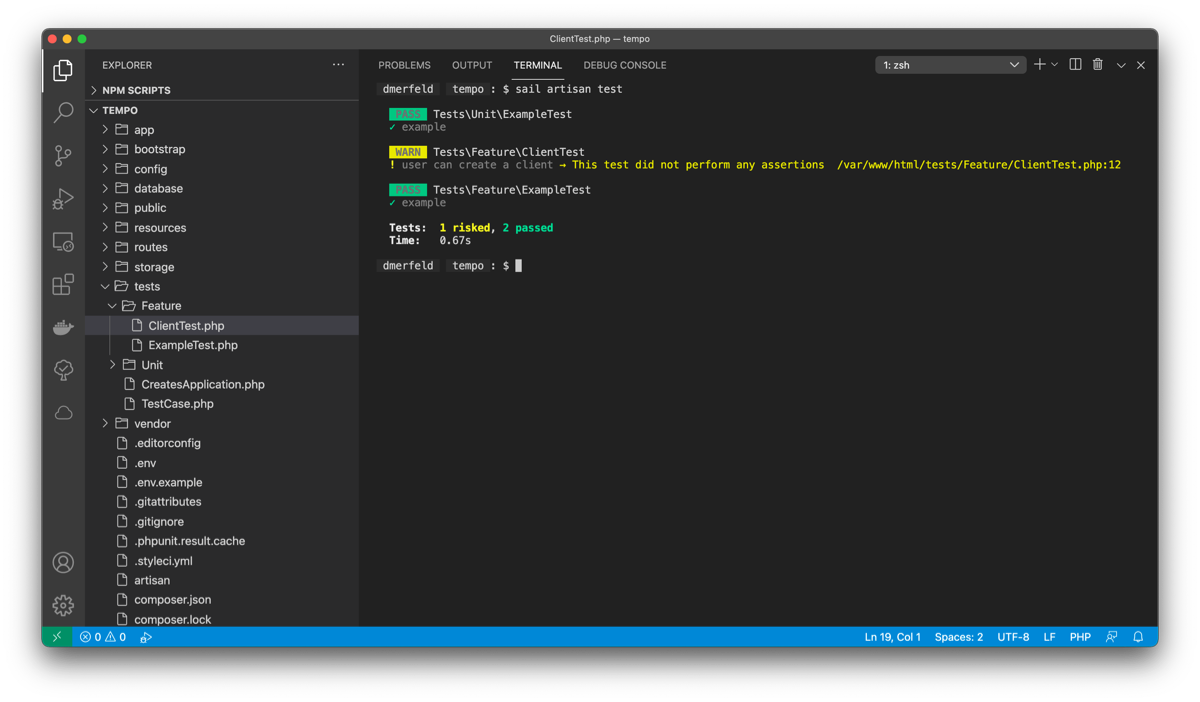 ClientTest.php — tempo
EXPLORER
NPM SCRIPTS
TEMPO
app
bootstrap
config
database
public
resources
routes
storage
tests
Feature
ClientTest.php
ExampleTest.php
Unit
CreatesApplication.php
TestCase.php
vendor
.editorconfig
.env
.env.example
.gitattributes
.gitignore
.phpunit.result.cache
.styleci.yml
artisan
composer.json
composer.lock
PROBLEMS OUTPUT TERMINAL DEBUG CONSOLE 1: zsh
dmerfeld tempo : $ sail artisan test
PASS Tests\Unit\ExampleTest
✓ example
WARN Tests\Feature\ClientTest
! user can create a client → This test did not perform any assertions /var/www/html/tests/Feature/ClientTest.php:12
PASS Tests\Feature\ExampleTest
✓ example
Tests: 1 risked, 2 passed
Time: 0.67s
dmerfeld tempo : $
0 0 Ln 19, Col 1 Spaces: 2 UTF-8 LF PHP